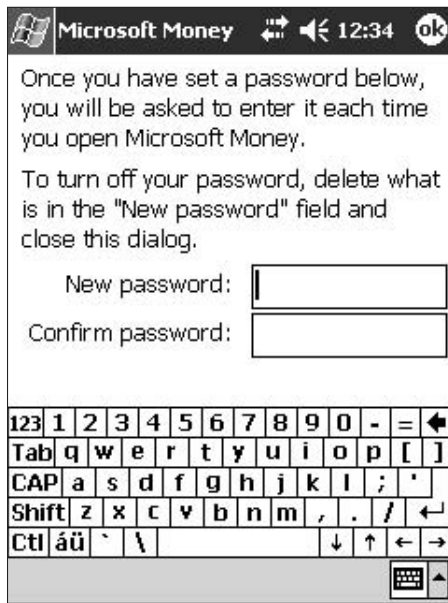 Microsoft Money 12:34 ok
Once you have set a password below,
you will be asked to enter it each time
you open Microsoft Money.
To turn off your password, delete what
is in the "New password" field and
close this dialog.
New password:
Confirm password:
123 1 2 3 4 5 6 7 8 9 0 - = ←
Tab q w e r t y u i o p [ ]
CAP a s d f g h j k l ; '
Shift z x c v b n m , . / ↵
Ctl áü ` \ ↓ ↑ ← →